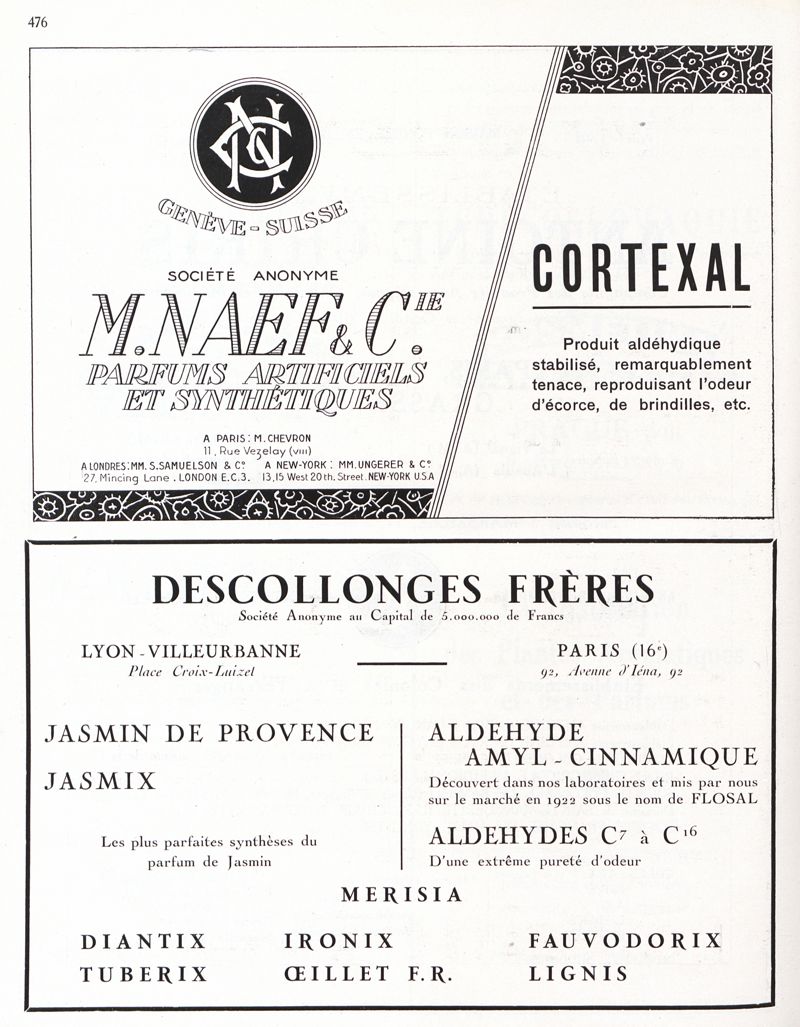 476
GENÈVE - SUISSE
SOCIÉTÉ ANONYME
M. NAEF & CIE
PARFUMS ARTIFICIELS
ET SYNTHÉTIQUES
A PARIS: M. CHEVRON
11, Rue Vezelay (VIII)
A LONDRES: MM. S. SAMUELSON & Cº A NEW-YORK: MM. UNGERER & Cº
27, Mincing Lane. LONDON E.C.3. 13,15 West 20 th. Street. NEW-YORK U.S.A
CORTEXAL
Produit aldéhydique
stabilisé, remarquablement
tenace, reproduisant l'odeur
d'écorce, de brindilles, etc.
DESCOLLONGES FRÈRES
Société Anonyme au Capital de 5.000.000 de Francs
LYON-VILLEURBANNE
Place Croix-Luizet
PARIS (16e)
92, Avenue d'Iéna, 92
JASMIN DE PROVENCE
JASMIX
Les plus parfaites synthèses du
parfum de Jasmin
ALDEHYDE
AMYL - CINNAMIQUE
Découvert dans nos laboratoires et mis par nous
sur le marché en 1922 sous le nom de FLOSAL
ALDEHYDES C7 à C16
D'une extrême pureté d'odeur
MERISIA
DIANTIX IRONIX FAUVODORIX
TUBERIX ŒILLET F.R. LIGNIS